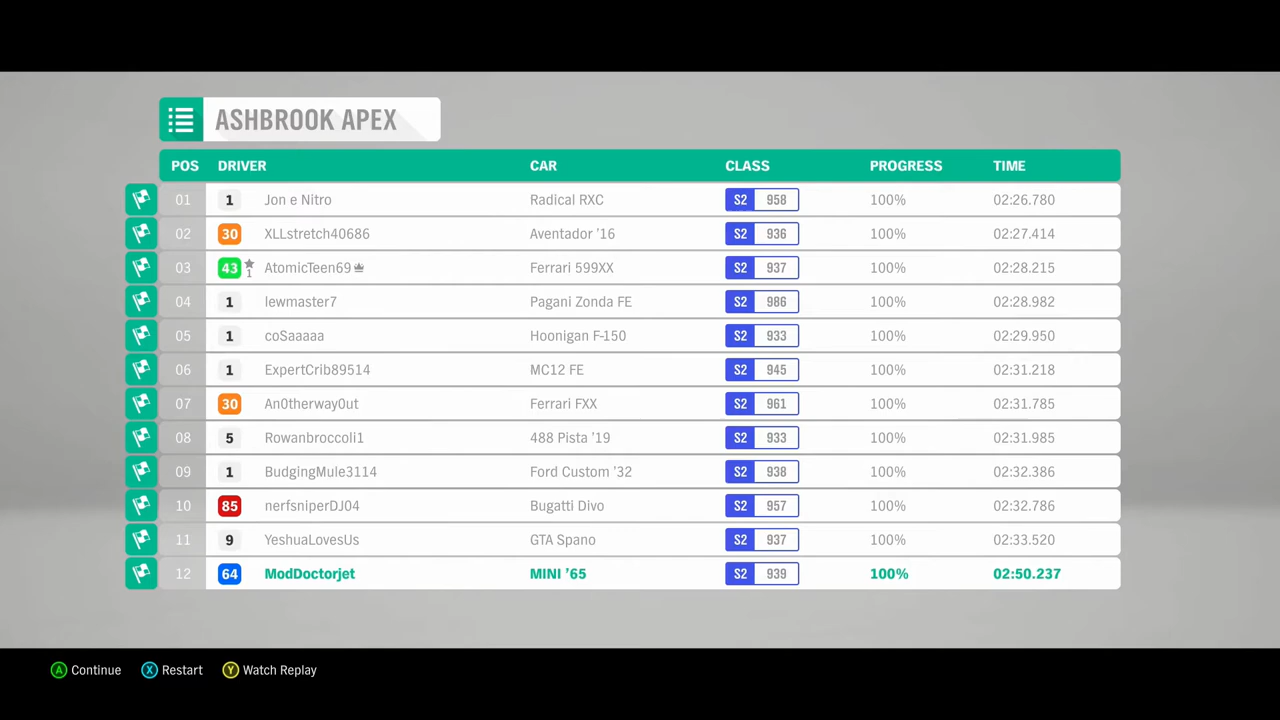 ASHBROOK APEX
POS DRIVER CAR CLASS PROGRESS TIME
01 1 Jon e Nitro Radical RXC S2 958 100% 02:26.780
02 30 XLLstretch40686 Aventador ’16 S2 936 100% 02:27.414
03 43 1 AtomicTeen69 Ferrari 599XX S2 937 100% 02:28.215
04 1 lewmaster7 Pagani Zonda FE S2 986 100% 02:28.982
05 1 coSaaaaa Hoonigan F-150 S2 933 100% 02:29.950
06 1 ExpertCrib89514 MC12 FE S2 945 100% 02:31.218
07 30 An0therway0ut Ferrari FXX S2 961 100% 02:31.785
08 5 Rowanbroccoli1 488 Pista ’19 S2 933 100% 02:31.985
09 1 BudgingMule3114 Ford Custom ’32 S2 938 100% 02:32.386
10 85 nerfsniperDJ04 Bugatti Divo S2 957 100% 02:32.786
11 9 YeshuaLovesUs GTA Spano S2 937 100% 02:33.520
12 64 ModDoctorjet MINI ’65 S2 939 100% 02:50.237
A Continue X Restart Y Watch Replay